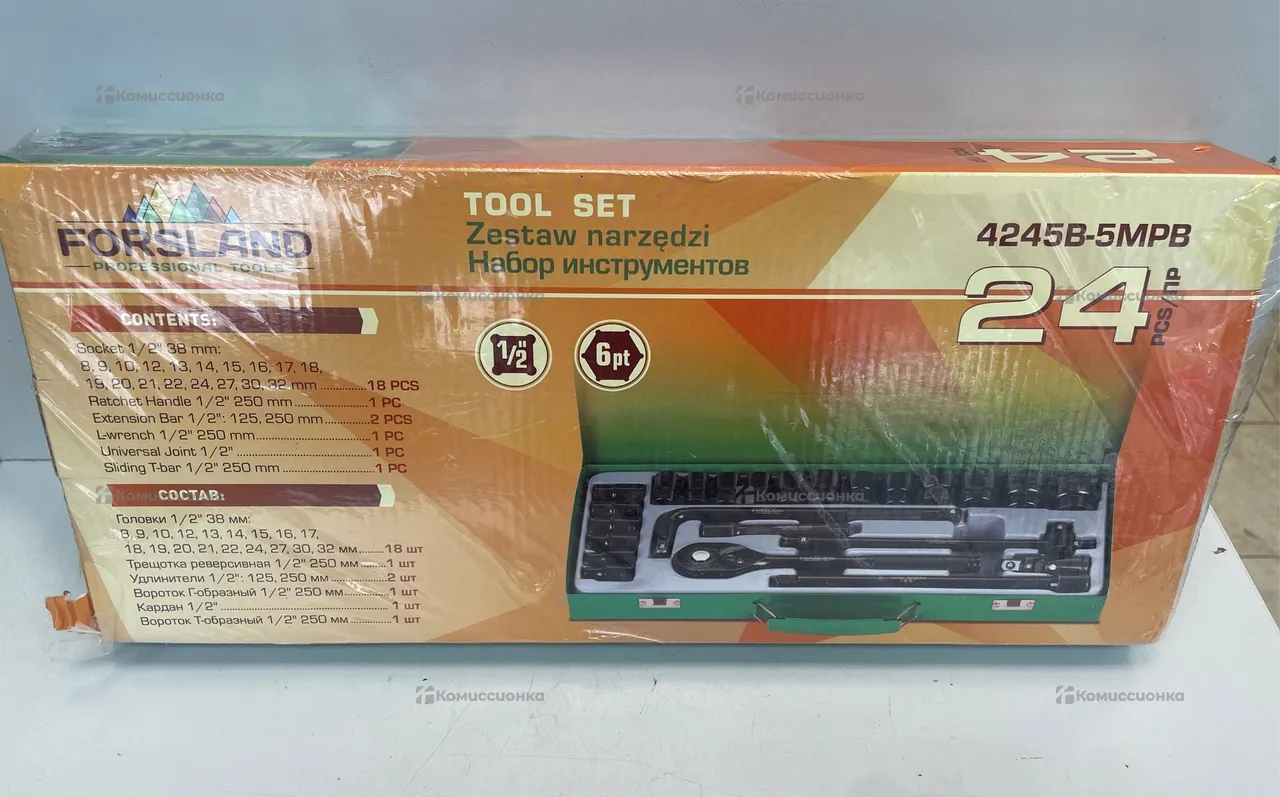 Комиссионка
Комиссионка
24
FORSLAND
PROFESSIONAL TOOLS
TOOL SET
Zestaw narzędzi
Набор инструментов
4245B-5MPB
24
PCS/ПР
Комиссионка
Комиссионка
CONTENTS:
Socket 1/2" 38 mm:
8, 9, 10, 12, 13, 14, 15, 16, 17, 18,
19, 20, 21, 22, 24, 27, 30, 32 mm ............18 PCS
Ratchet Handle 1/2" 250 mm..................1 PC
Extension Bar 1/2": 125, 250 mm............2 PCS
L-wrench 1/2" 250 mm..........................1 PC
Universal Joint 1/2"..............................1 PC
Sliding T-bar 1/2" 250 mm .....................1 PC
1/2"
6pt
Комиссионка
Комиссионка
СОСТАВ:
Головки 1/2" 38 мм:
8, 9, 10, 12, 13, 14, 15, 16, 17,
18, 19, 20, 21, 22, 24, 27, 30, 32 мм.......18 шт
Трещотка реверсивная 1/2" 250 мм......1 шт
Удлинители 1/2": 125, 250 мм...............2 шт
Вороток Г-образный 1/2" 250 мм...........1 шт
Кардан 1/2"........................................1 шт
Вороток Т-образный 1/2" 250 мм...........1 шт
Комиссионка
Комиссионка